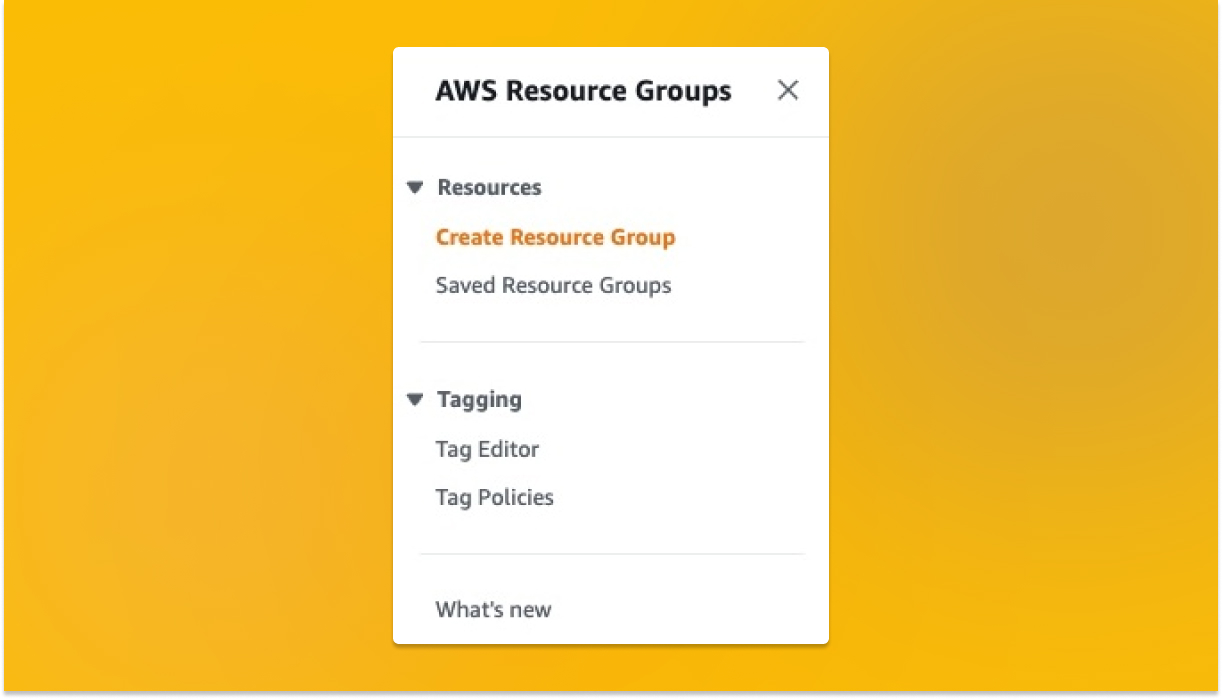 AWS Resource Groups
Resources
Create Resource Group
Saved Resource Groups
Tagging
Tag Editor
Tag Policies
What's new